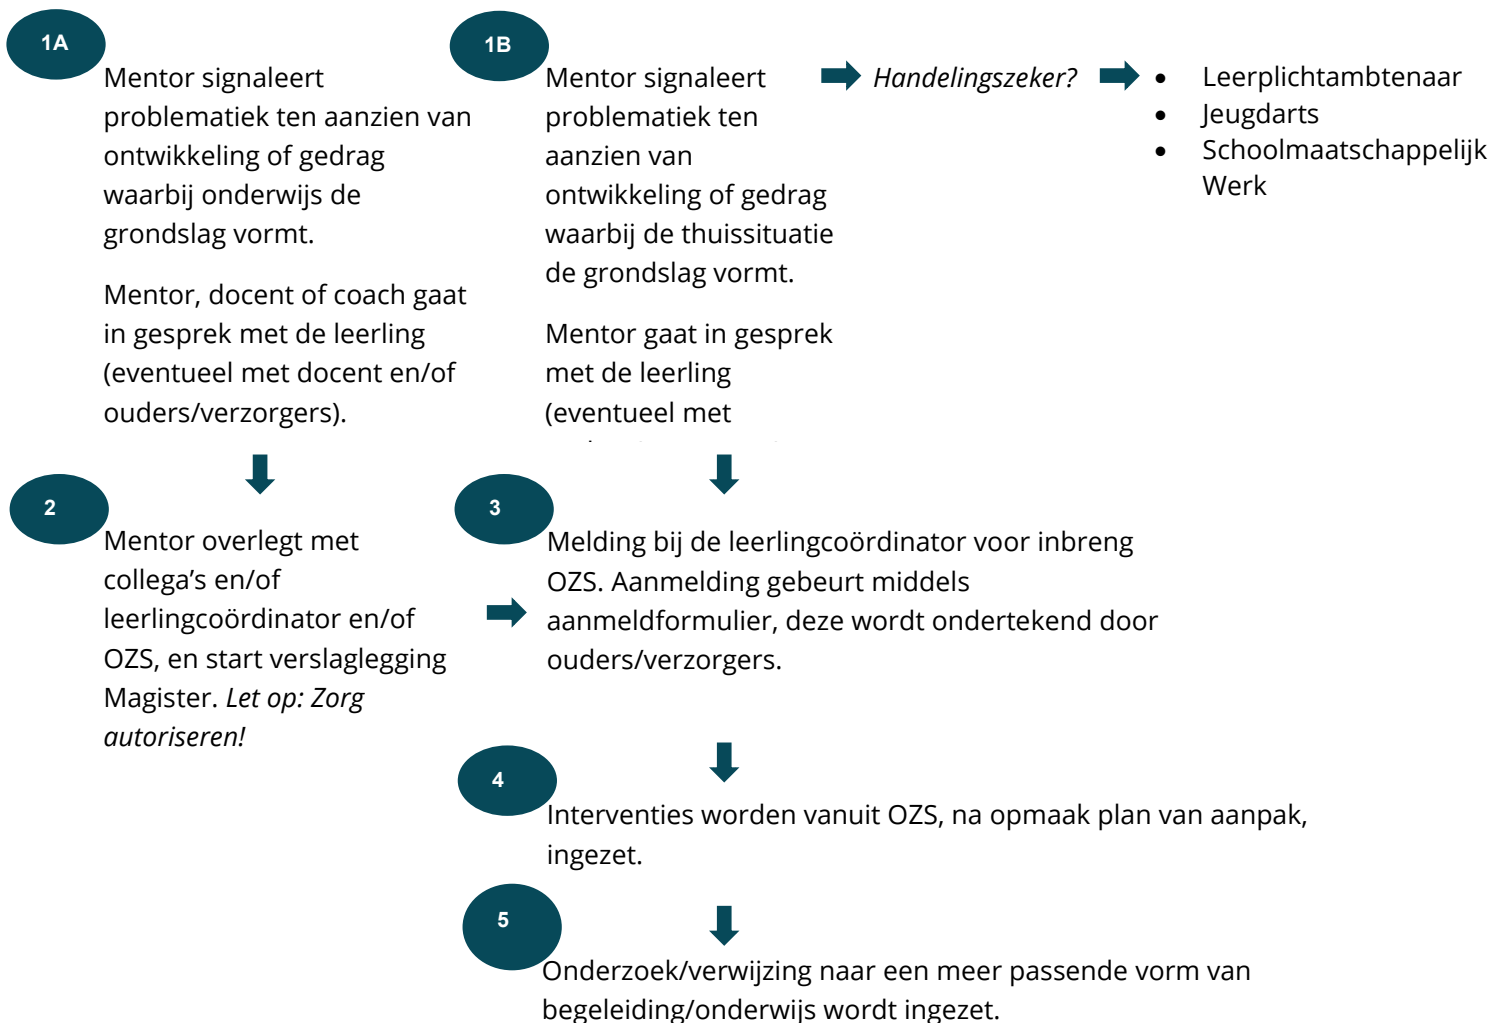 1A
Mentor signaleert
problematiek ten aanzien van
ontwikkeling of gedrag
waarbij onderwijs de
grondslag vormt.
Mentor, docent of coach gaat
in gesprek met de leerling
(eventueel met docent en/of
ouders/verzorgers).
1B
Mentor signaleert
problematiek ten
aanzien van
ontwikkeling of gedrag
waarbij de thuissituatie
de grondslag vormt.
Mentor gaat in gesprek
met de leerling
(eventueel met
Handelingszeker?
• Leerplichtambtenaar
• Jeugdarts
• Schoolmaatschappelijk
Werk
2
Mentor overlegt met
collega’s en/of
leerlingcoördinator en/of
OZS, en start verslaglegging
Magister. Let op: Zorg
autoriseren!
3
Melding bij de leerlingcoördinator voor inbreng
OZS. Aanmelding gebeurt middels
aanmeldformulier, deze wordt ondertekend door
ouders/verzorgers.
4
Interventies worden vanuit OZS, na opmaak plan van aanpak,
ingezet.
5
Onderzoek/verwijzing naar een meer passende vorm van
begeleiding/onderwijs wordt ingezet.